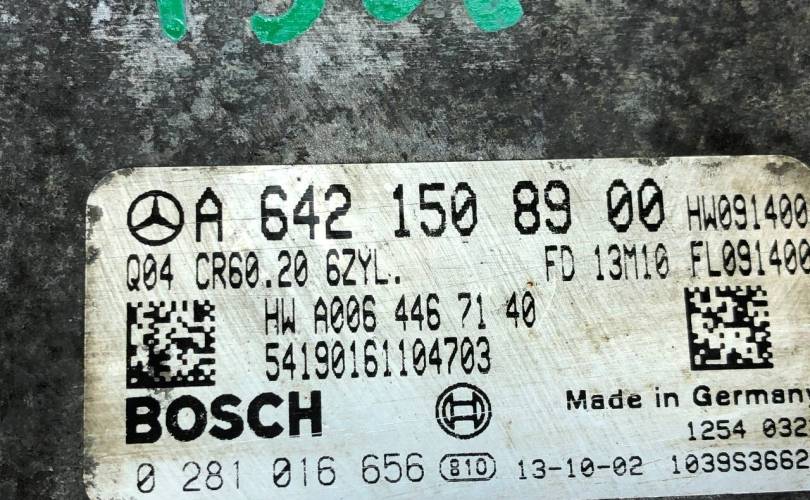 A 642 150 89 00 HW091400
Q04 CR60.20 6ZYL. FD 13M10 FL091400
HW A006 446 71 40
54190161104703
BOSCH
Made in Germany
1254 032
0 281 016 656 810 13-10-02 1039S3662